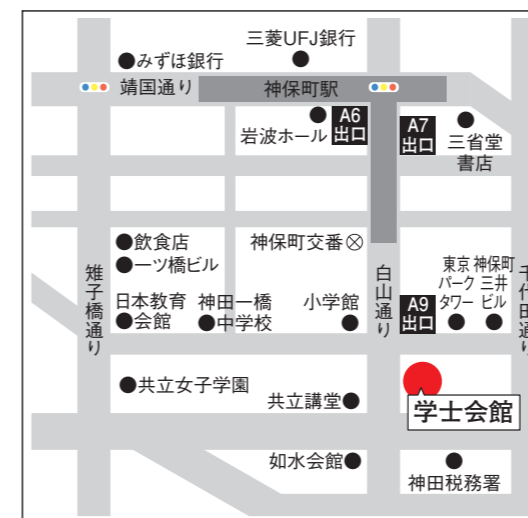 三菱UFJ銀行
●みずほ銀行
靖国通り
神保町駅
岩波ホール
A6
出口
A7
出口
三省堂
書店
●飲食店
●一ツ橋ビル
神保町交番
雉子橋通り
日本教育
●会館
神田一橋
●中学校
小学館
白山通り
A9
出口
東京
パーク
タワー
神保町
三井
ビル
千代田通り
●共立女子学園
共立講堂●
学士会館
如水会館●
神田税務署